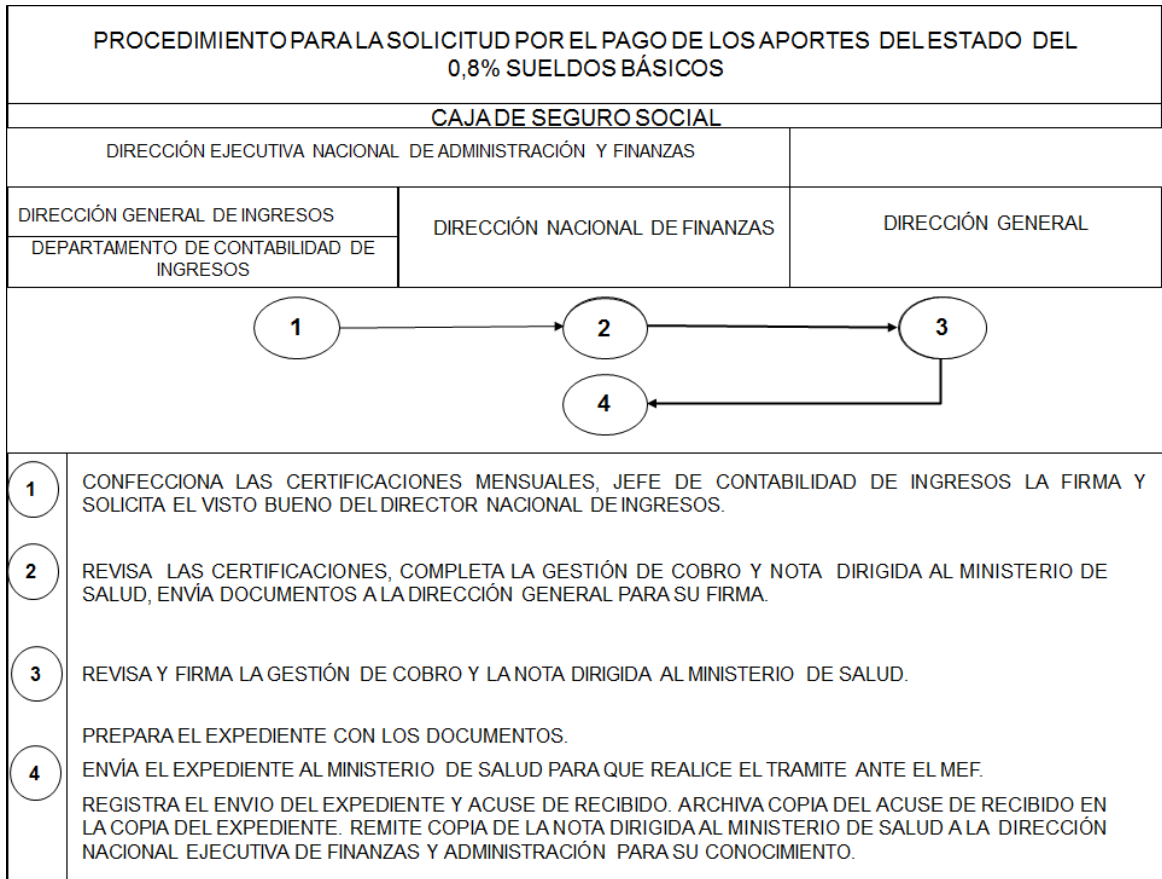 PROCEDIMIENTO PARA LA SOLICITUD POR EL PAGO DE LOS APORTES DEL ESTADO DEL
0,8% SUELDOS BÁSICOS
CAJA DE SEGURO SOCIAL
DIRECCIÓN EJECUTIVA NACIONAL DE ADMINISTRACIÓN Y FINANZAS
DIRECCIÓN GENERAL DE INGRESOS
DEPARTAMENTO DE CONTABILIDAD DE
INGRESOS
DIRECCIÓN NACIONAL DE FINANZAS
DIRECCIÓN GENERAL
1
2
3
4
1
CONFECCIONA LAS CERTIFICACIONES MENSUALES, JEFE DE CONTABILIDAD DE INGRESOS LA FIRMA Y
SOLICITA EL VISTO BUENO DEL DIRECTOR NACIONAL DE INGRESOS.
2
REVISA LAS CERTIFICACIONES, COMPLETA LA GESTIÓN DE COBRO Y NOTA DIRIGIDA AL MINISTERIO DE
SALUD, ENVÍA DOCUMENTOS A LA DIRECCIÓN GENERAL PARA SU FIRMA.
3
REVISA Y FIRMA LA GESTIÓN DE COBRO Y LA NOTA DIRIGIDA AL MINISTERIO DE SALUD.
4
PREPARA EL EXPEDIENTE CON LOS DOCUMENTOS.
ENVÍA EL EXPEDIENTE AL MINISTERIO DE SALUD PARA QUE REALICE EL TRAMITE ANTE EL MEF.
REGISTRA EL ENVIO DEL EXPEDIENTE Y ACUSE DE RECIBIDO. ARCHIVA COPIA DEL ACUSE DE RECIBIDO EN
LA COPIA DEL EXPEDIENTE. REMITE COPIA DE LA NOTA DIRIGIDA AL MINISTERIO DE SALUD A LA DIRECCIÓN
NACIONAL EJECUTIVA DE FINANZAS Y ADMINISTRACIÓN PARA SU CONOCIMIENTO.